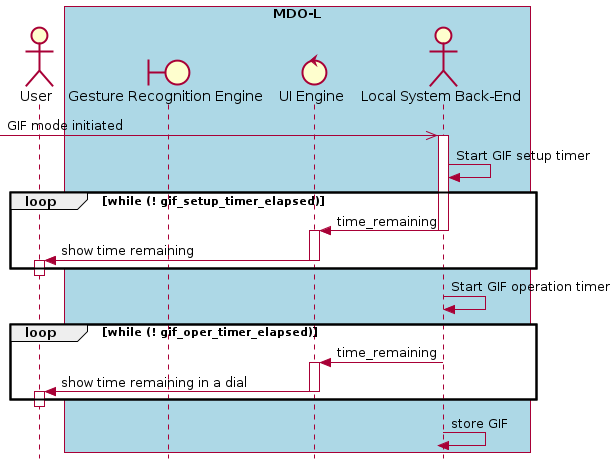 MDO-L
User
Gesture Recognition Engine
UI Engine
Local System Back-End
GIF mode initiated
Start GIF setup timer
loop [while (! gif_setup_timer_elapsed)]
time_remaining
show time remaining
Start GIF operation timer
loop [while (! gif_oper_timer_elapsed)]
time_remaining
show time remaining in a dial
store GIF